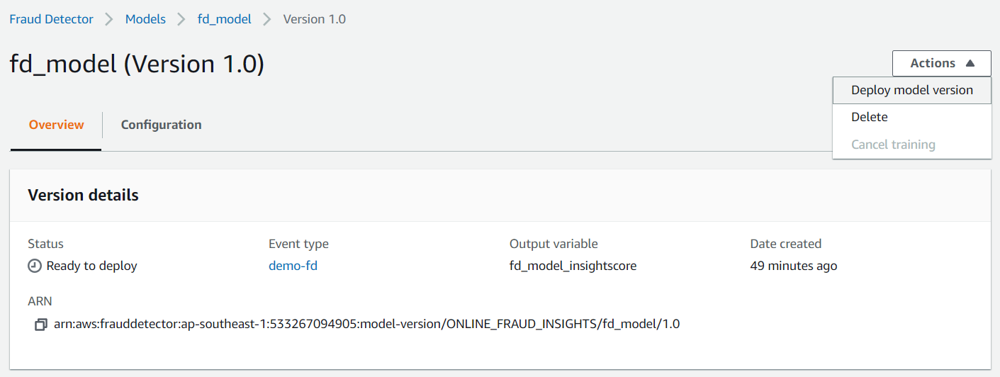 Fraud Detector > Models > fd_model > Version 1.0
fd_model (Version 1.0)
Actions
Deploy model version
Delete
Cancel training
Overview
Configuration
Version details
Status
Event type
Output variable
Date created
Ready to deploy
demo-fd
fd_model_insightscore
49 minutes ago
ARN
arn:aws:frauddetector:ap-southeast-1:533267094905:model-version/ONLINE_FRAUD_INSIGHTS/fd_model/1.0